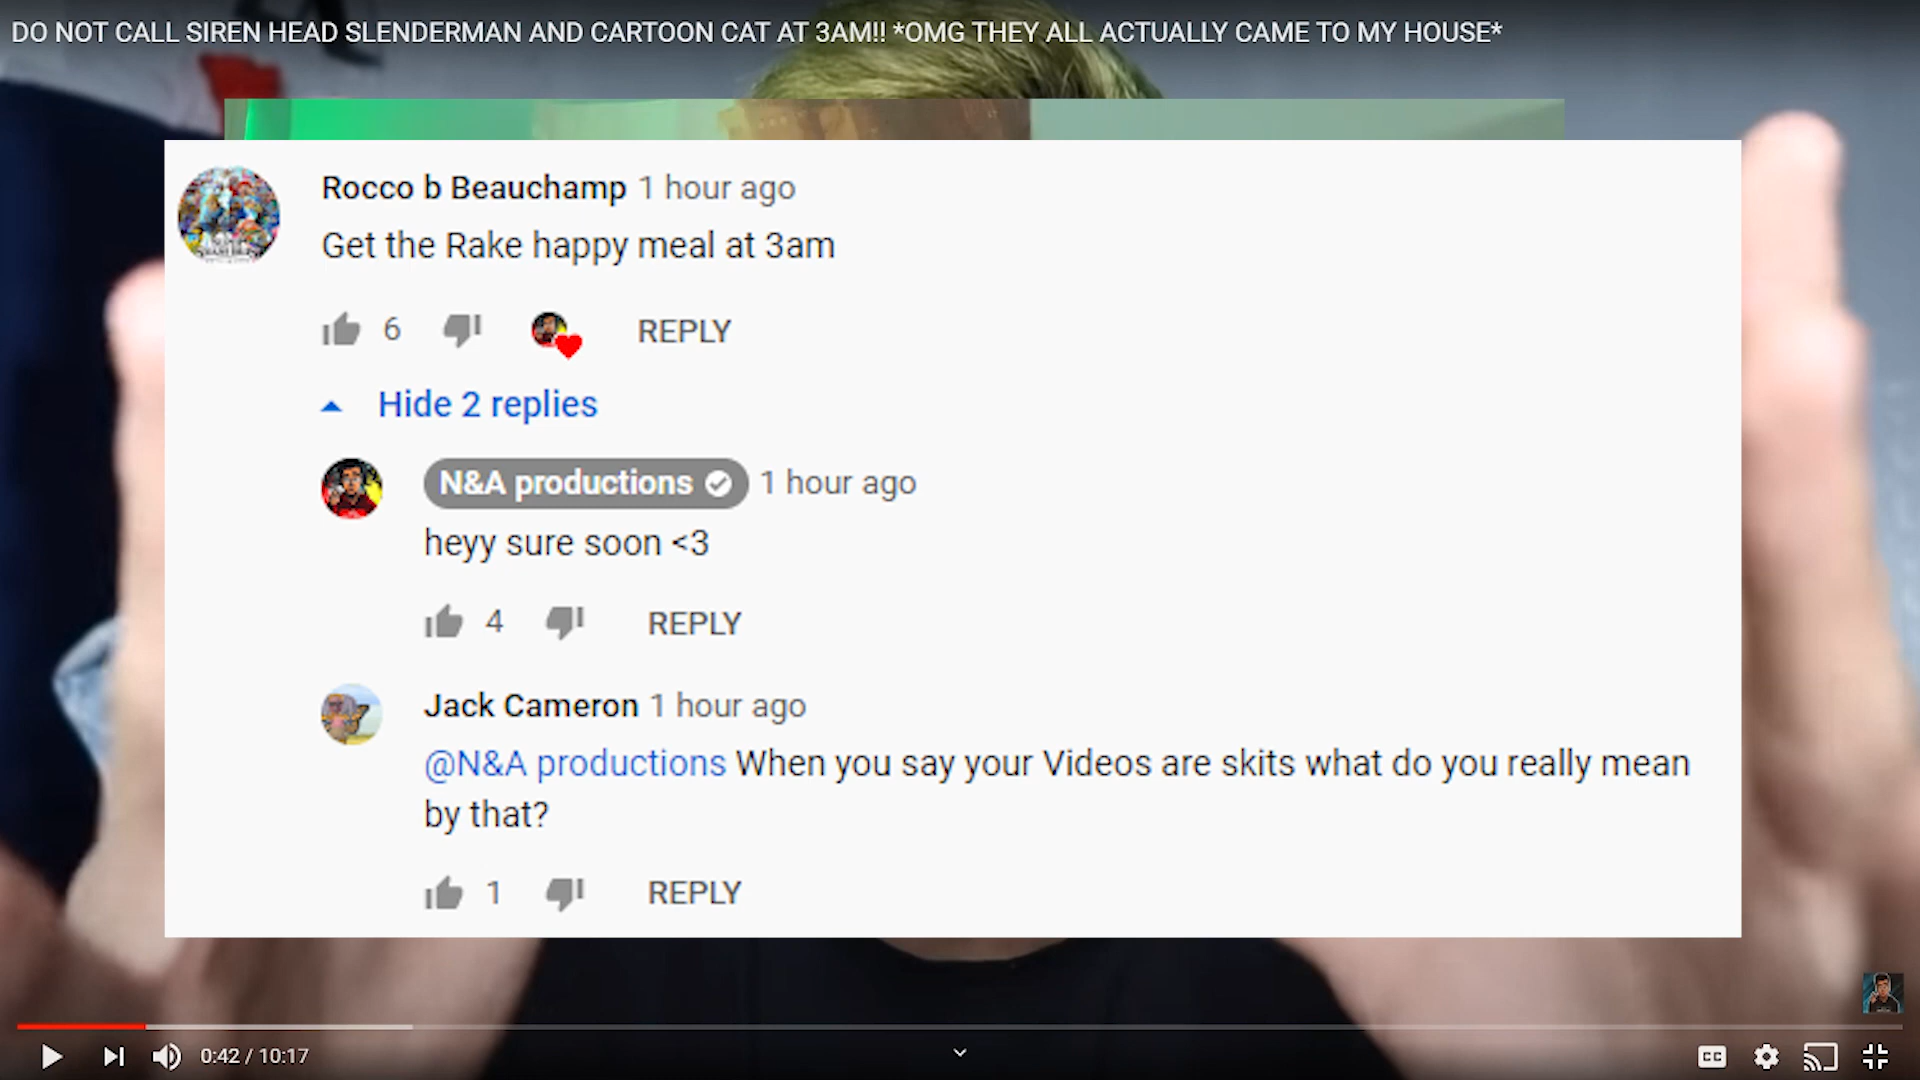 DO NOT CALL SIREN HEAD SLENDERMAN AND CARTOON CAT AT 3AM!! *OMG THEY ALL ACTUALLY CAME TO MY HOUSE*
Rocco b Beauchamp 1 hour ago
Get the Rake happy meal at 3am
6 REPLY
Hide 2 replies
N&A productions 1 hour ago
heyy sure soon <3
4 REPLY
Jack Cameron 1 hour ago
@N&A productions When you say your Videos are skits what do you really mean
by that?
1 REPLY
0:42 / 10:17
CC